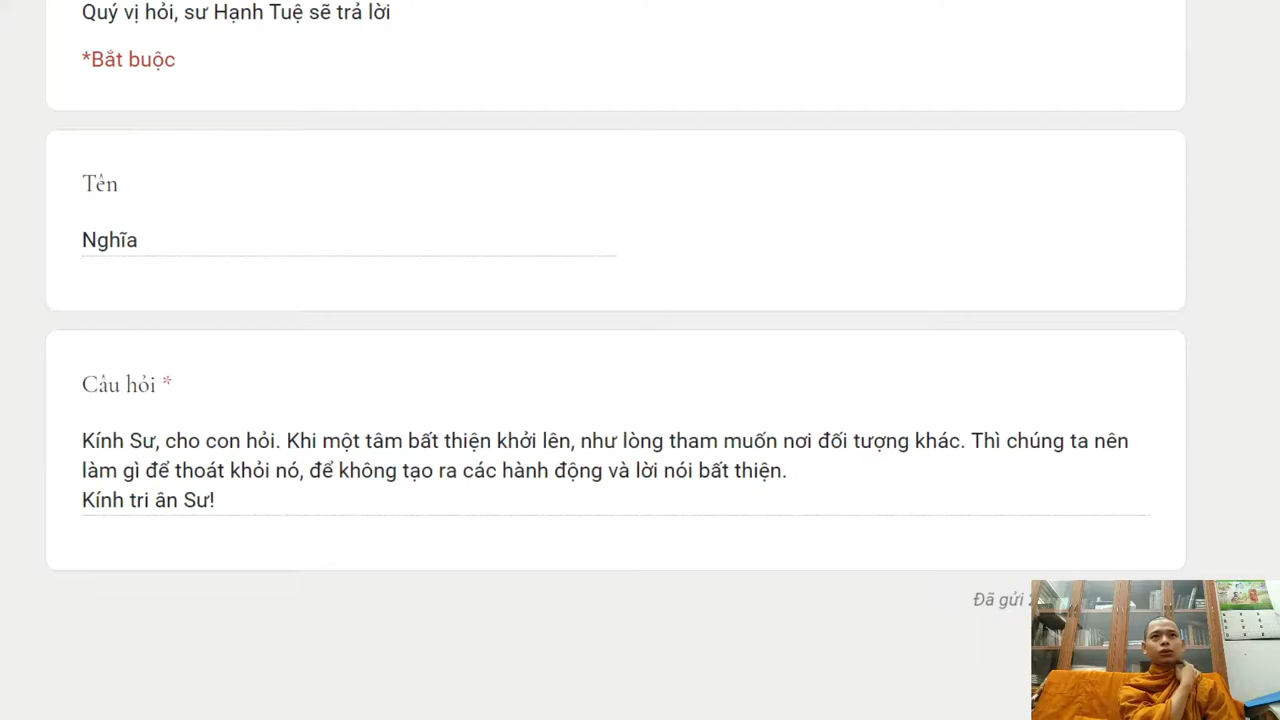 Quý vị hỏi, sư Hạnh Tuệ sẽ trả lời
*Bắt buộc
Tên
Nghĩa
Câu hỏi *
Kính Sư, cho con hỏi. Khi một tâm bất thiện khởi lên, như lòng tham muốn nơi đối tượng khác. Thì chúng ta nên
làm gì để thoát khỏi nó, để không tạo ra các hành động và lời nói bất thiện.
Kính tri ân Sư!
Đã gửi